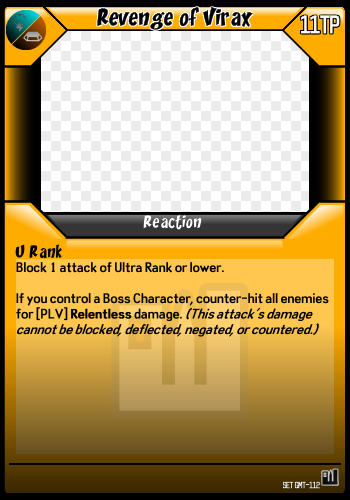 Revenge of Virax
11TP
Reaction
U Rank
Block 1 attack of Ultra Rank or lower.
If you control a Boss Character, counter-hit all enemies
for [PLV] Relentless damage. (This attack's damage
cannot be blocked, deflected, negated, or countered.)
SET GMT-112